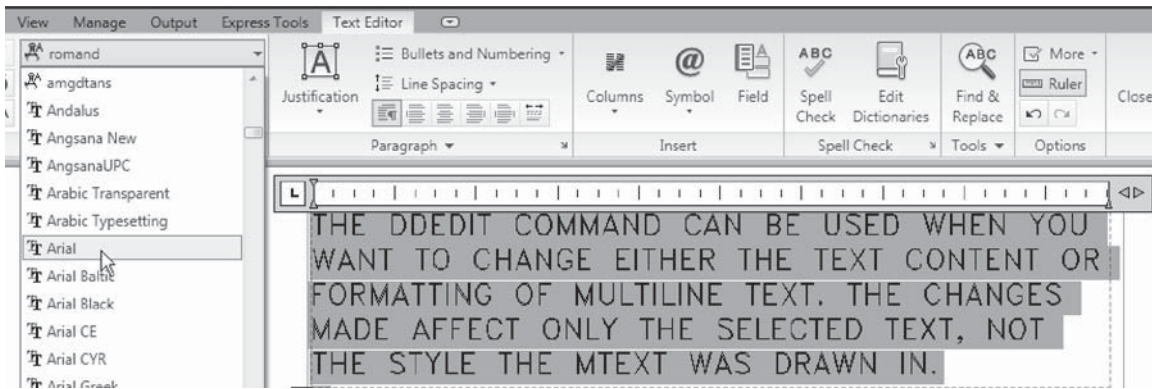 View Manage Output Express Tools Text Editor
romand
amgdtans
Andalus
Angsana New
AngsanaUPC
Arabic Transparent
Arabic Typesetting
Arial
Arial Baltic
Arial Black
Arial CE
Arial CYR
Arial Greek
Justification
Bullets and Numbering
Line Spacing
Paragraph
Columns
Symbol
Field
Insert
ABC
Spell
Check
Edit
Dictionaries
Spell Check
ABC
Find &
Replace
Tools
More
Ruler
Options
Close
L
THE DDEDIT COMMAND CAN BE USED WHEN YOU
WANT TO CHANGE EITHER THE TEXT CONTENT OR
FORMATTING OF MULTILINE TEXT. THE CHANGES
MADE AFFECT ONLY THE SELECTED TEXT, NOT
THE STYLE THE MTEXT WAS DRAWN IN.